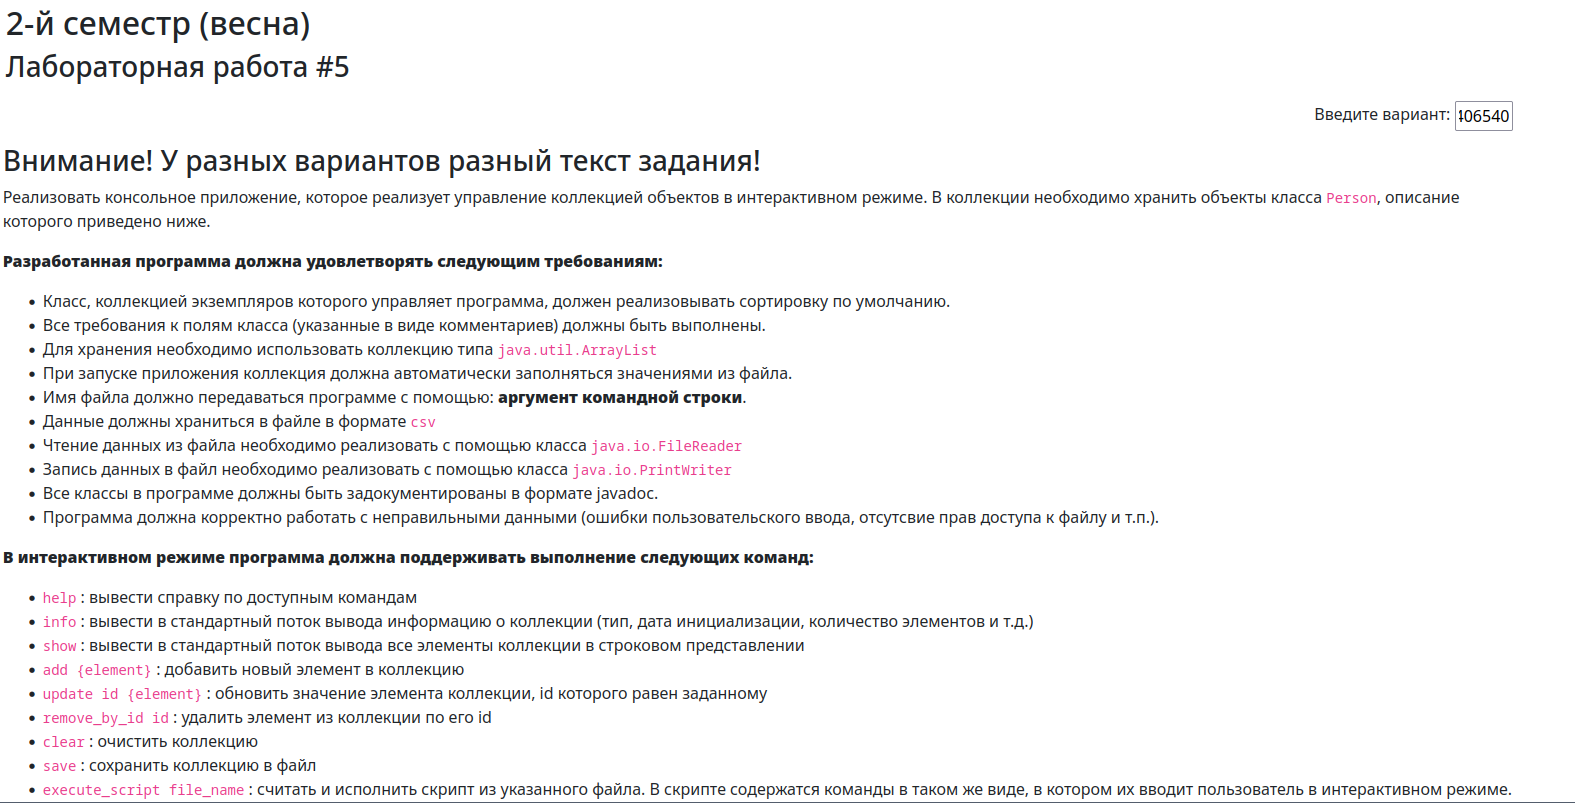 2-й семестр (весна)
Лабораторная работа #5
Введите вариант: 406540
Внимание! У разных вариантов разный текст задания!
Реализовать консольное приложение, которое реализует управление коллекцией объектов в интерактивном режиме. В коллекции необходимо хранить объекты класса Person, описание
которого приведено ниже.
Разработанная программа должна удовлетворять следующим требованиям:
• Класс, коллекцией экземпляров которого управляет программа, должен реализовывать сортировку по умолчанию.
• Все требования к полям класса (указанные в виде комментариев) должны быть выполнены.
• Для хранения необходимо использовать коллекцию типа java.util.ArrayList
• При запуске приложения коллекция должна автоматически заполняться значениями из файла.
• Имя файла должно передаваться программе с помощью: аргумент командной строки.
• Данные должны храниться в файле в формате csv
• Чтение данных из файла необходимо реализовать с помощью класса java.io.FileReader
• Запись данных в файл необходимо реализовать с помощью класса java.io.PrintWriter
• Все классы в программе должны быть задокументированы в формате javadoc.
• Программа должна корректно работать с неправильными данными (ошибки пользовательского ввода, отсутсвие прав доступа к файлу и т.п.).
В интерактивном режиме программа должна поддерживать выполнение следующих команд:
• help : вывести справку по доступным командам
• info : вывести в стандартный поток вывода информацию о коллекции (тип, дата инициализации, количество элементов и т.д.)
• show : вывести в стандартный поток вывода все элементы коллекции в строковом представлении
• add {element} : добавить новый элемент в коллекцию
• update id {element} : обновить значение элемента коллекции, id которого равен заданному
• remove_by_id id : удалить элемент из коллекции по его id
• clear : очистить коллекцию
• save : сохранить коллекцию в файл
• execute_script file_name : считать и исполнить скрипт из указанного файла. В скрипте содержатся команды в таком же виде, в котором их вводит пользователь в интерактивном режиме.